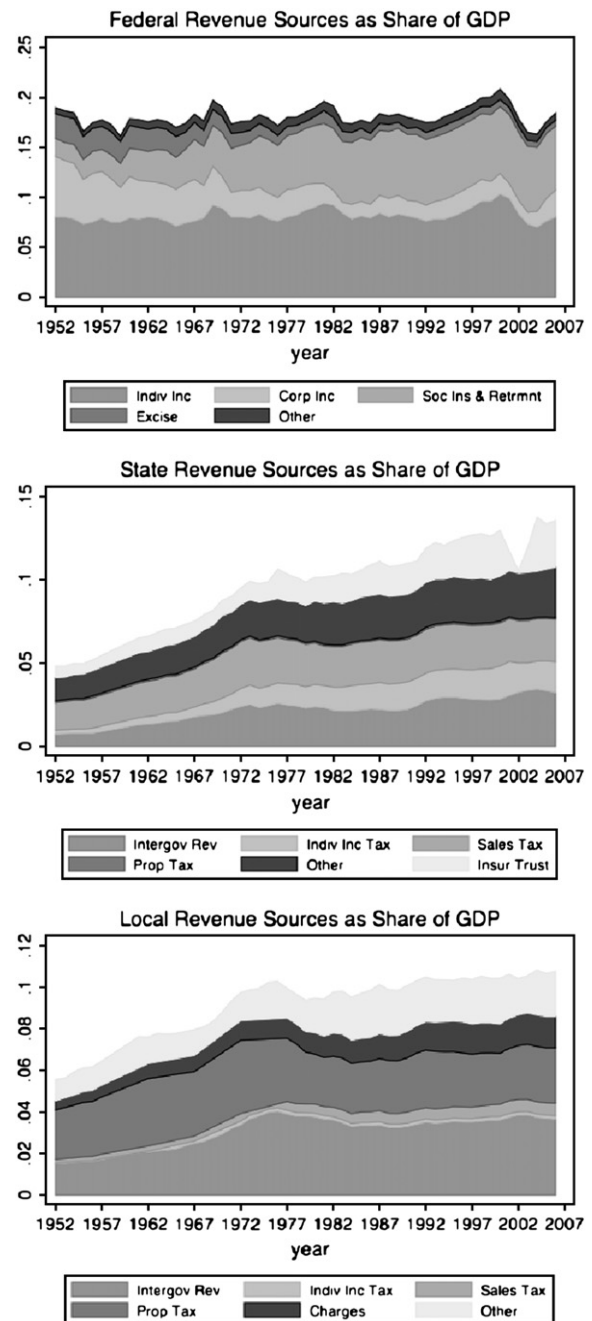 Federal Revenue Sources as Share of GDP
.25
.2
.15
.1
.05
0
1952 1957 1962 1967 1972 1977 1982 1987 1992 1997 2002 2007
year
Indiv Inc Corp Inc Soc Ins & Retrmnt
Excise Other
State Revenue Sources as Share of GDP
.15
.1
.05
0
1952 1957 1962 1967 1972 1977 1982 1987 1992 1997 2002 2007
year
Intergov Rev Indiv Inc Tax Sales Tax
Prop Tax Other Insur Trust
Local Revenue Sources as Share of GDP
.12
.1
.08
.06
.04
.02
0
1952 1957 1962 1967 1972 1977 1982 1987 1992 1997 2002 2007
year
Intergov Rev Indiv Inc Tax Sales Tax
Prop Tax Charges Other